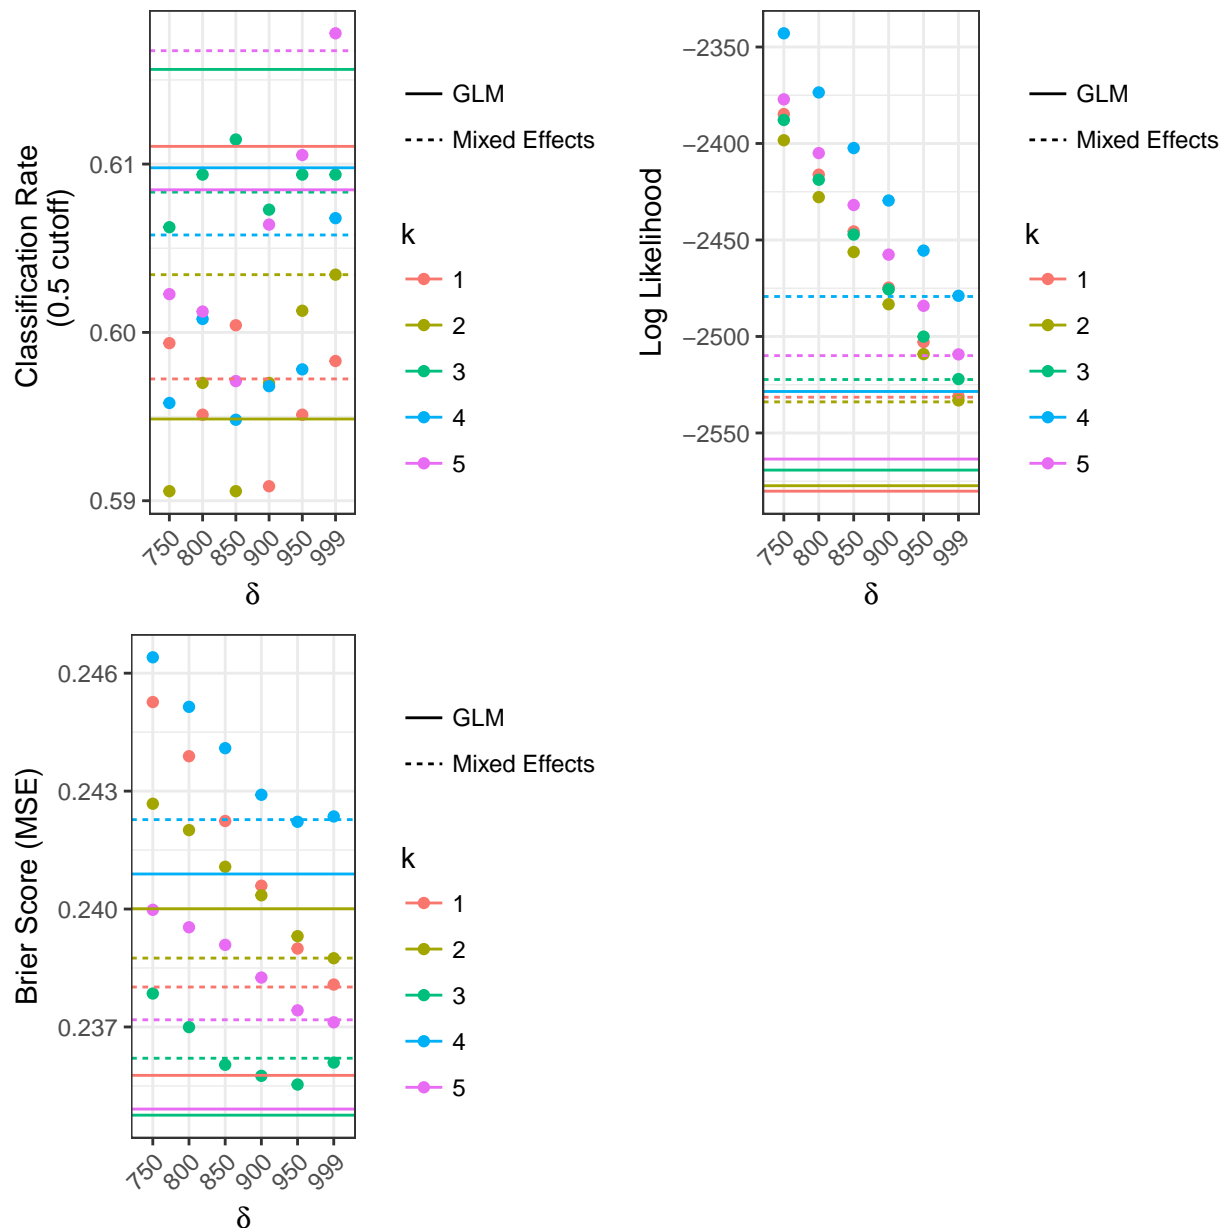 Classification Rate
(0.5 cutoff)
0.61
0.60
0.59
750
800
850
900
950
999
δ
GLM
Mixed Effects
k
1
2
3
4
5
Log Likelihood
−2350
−2400
−2450
−2500
−2550
750
800
850
900
950
999
δ
GLM
Mixed Effects
k
1
2
3
4
5
Brier Score (MSE)
0.246
0.243
0.240
0.237
750
800
850
900
950
999
δ
GLM
Mixed Effects
k
1
2
3
4
5